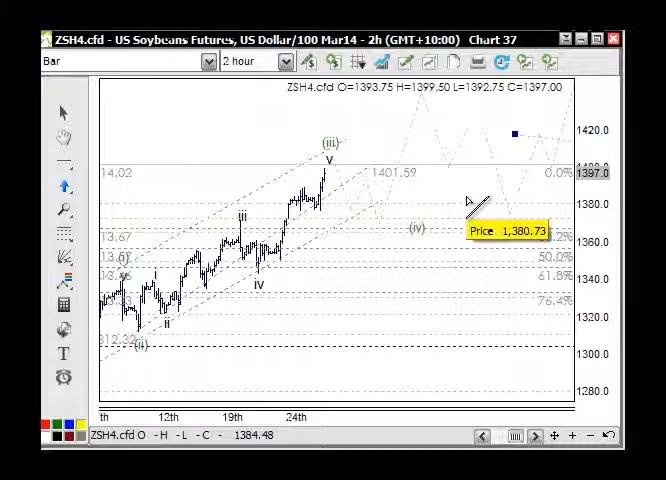 ZSH4.cfd - US Soybeans Futures, US Dollar/100 Mar14 - 2h (GMT+10:00) Chart 37
Bar 2 hour
ZSH4.cfd O=1393.75 H=1399.50 L=1392.75 C=1397.00
(iii)
v
14.02 1401.59 0.0%
1420.0
1397.0
1380.0
1360.0
1340.0
1320.0
1300.0
1280.0
iii
(iv)
Price 1,380.73
13.67
50.0%
(i)
v
i
iv
61.8%
76.4%
ii
312.32
(ii)
th 12th 19th 24th
ZSH4.cfd O - H - L - C - 1384.48
T